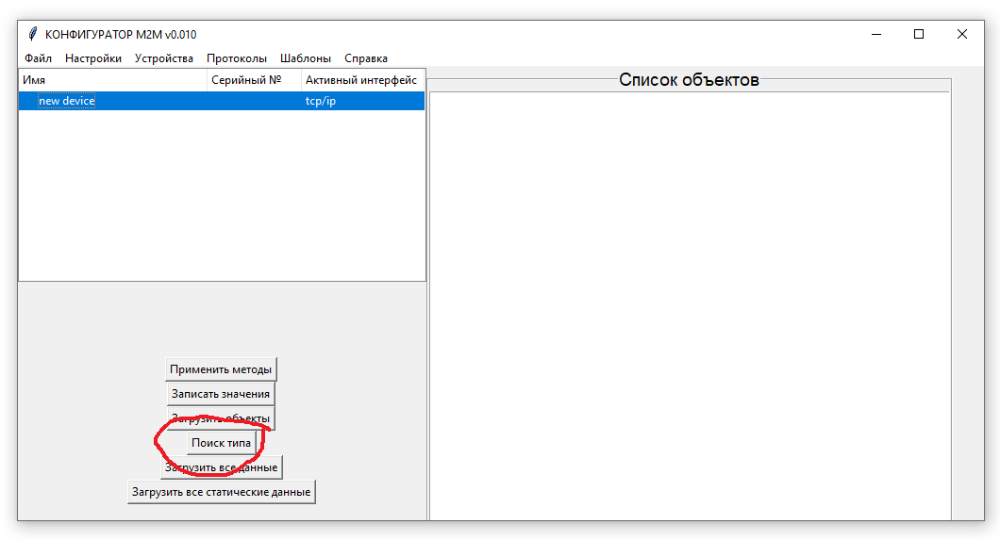 КОНФИГУРАТОР М2М v0.010
Файл Настройки Устройства Протоколы Шаблоны Справка
Имя Серийный № Активный интерфейс
new device tcp/ip
Список объектов
Применить методы
Записать значения
Загрузить объекты
Поиск типа
Загрузить все данные
Загрузить все статические данные